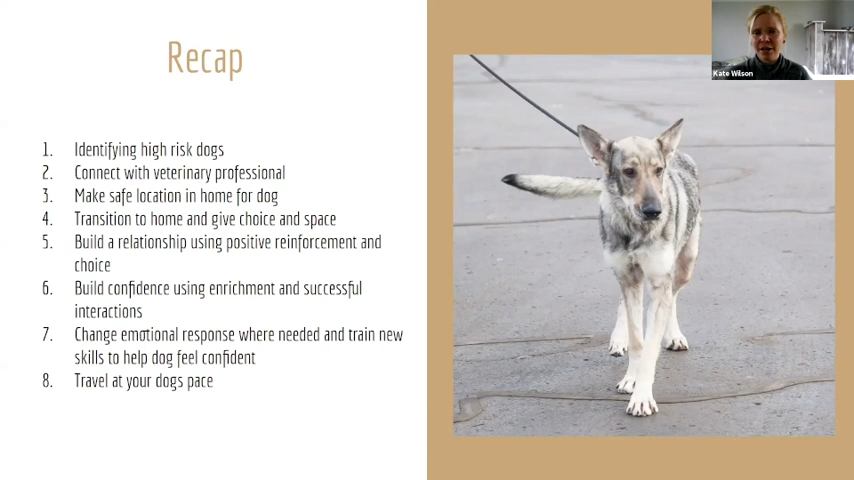 Recap
Kate Wilson
1. Identifying high risk dogs
2. Connect with veterinary professional
3. Make safe location in home for dog
4. Transition to home and give choice and space
5. Build a relationship using positive reinforcement and
choice
6. Build confidence using enrichment and successful
interactions
7. Change emotional response where needed and train new
skills to help dog feel confident
8. Travel at your dogs pace